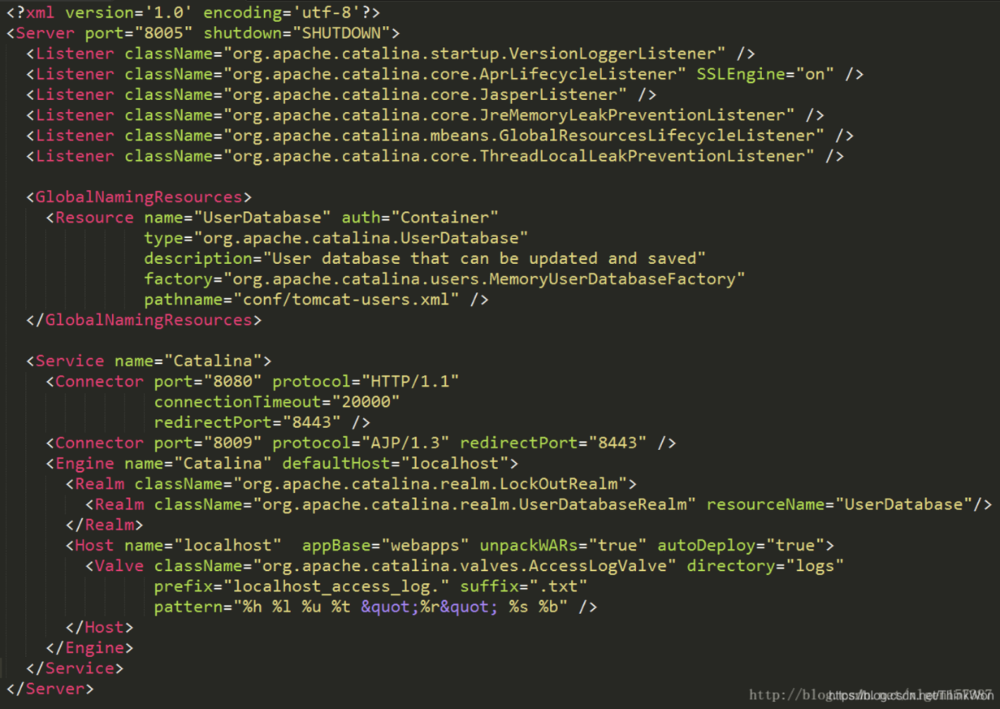 <?xml version='1.0' encoding='utf-8'?>
<Server port="8005" shutdown="SHUTDOWN">
  <Listener className="org.apache.catalina.startup.VersionLoggerListener" />
  <Listener className="org.apache.catalina.core.AprLifecycleListener" SSLEngine="on" />
  <Listener className="org.apache.catalina.core.JasperListener" />
  <Listener className="org.apache.catalina.core.JreMemoryLeakPreventionListener" />
  <Listener className="org.apache.catalina.mbeans.GlobalResourcesLifecycleListener" />
  <Listener className="org.apache.catalina.core.ThreadLocalLeakPreventionListener" />
  <GlobalNamingResources>
    <Resource name="UserDatabase" auth="Container"
              type="org.apache.catalina.UserDatabase"
              description="User database that can be updated and saved"
              factory="org.apache.catalina.users.MemoryUserDatabaseFactory"
              pathname="conf/tomcat-users.xml" />
  </GlobalNamingResources>
  <Service name="Catalina">
    <Connector port="8080" protocol="HTTP/1.1"
               connectionTimeout="20000"
               redirectPort="8443" />
    <Connector port="8009" protocol="AJP/1.3" redirectPort="8443" />
    <Engine name="Catalina" defaultHost="localhost">
      <Realm className="org.apache.catalina.realm.LockOutRealm">
        <Realm className="org.apache.catalina.realm.UserDatabaseRealm" resourceName="UserDatabase"/>
      </Realm>
      <Host name="localhost"  appBase="webapps" unpackWARs="true" autoDeploy="true">
        <Valve className="org.apache.catalina.valves.AccessLogValve" directory="logs"
               prefix="localhost_access_log." suffix=".txt"
               pattern="%h %l %u %t &quot;%r&quot; %s %b" />
      </Host>
    </Engine>
  </Service>
</Server>
https://blog.csdn.net/ThinkWon